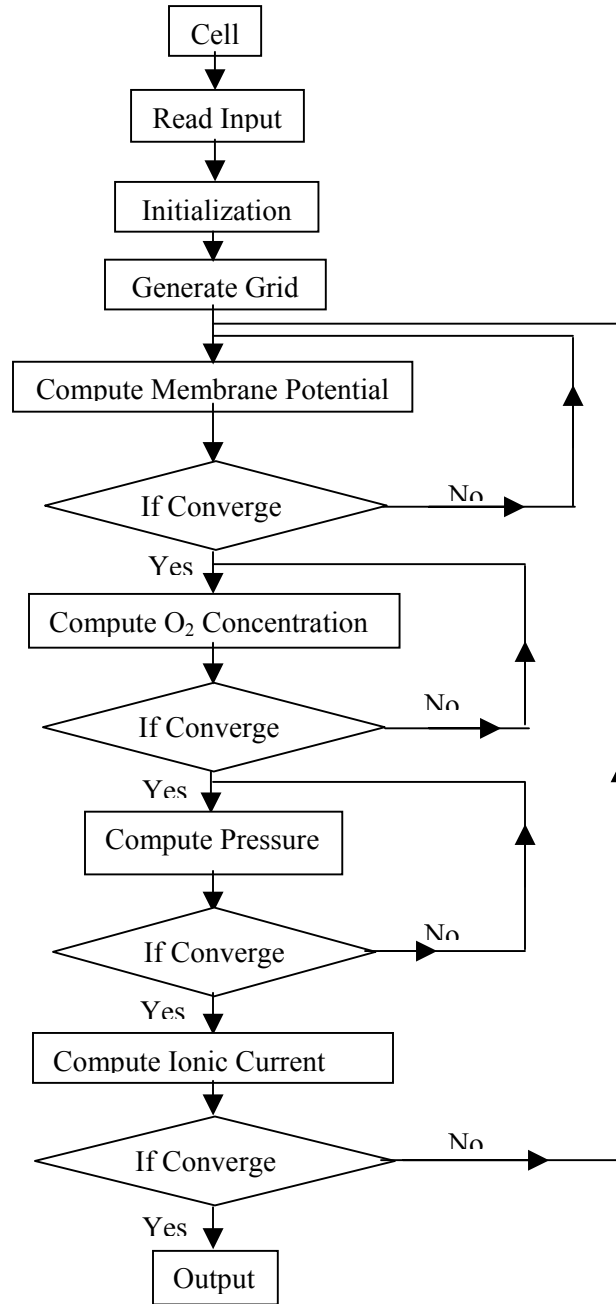 Cell
Read Input
Initialization
Generate Grid
Compute Membrane Potential
If Converge
No
Yes
Compute O₂ Concentration
If Converge
No
Yes
Compute Pressure
If Converge
No
Yes
Compute Ionic Current
If Converge
No
Yes
Output